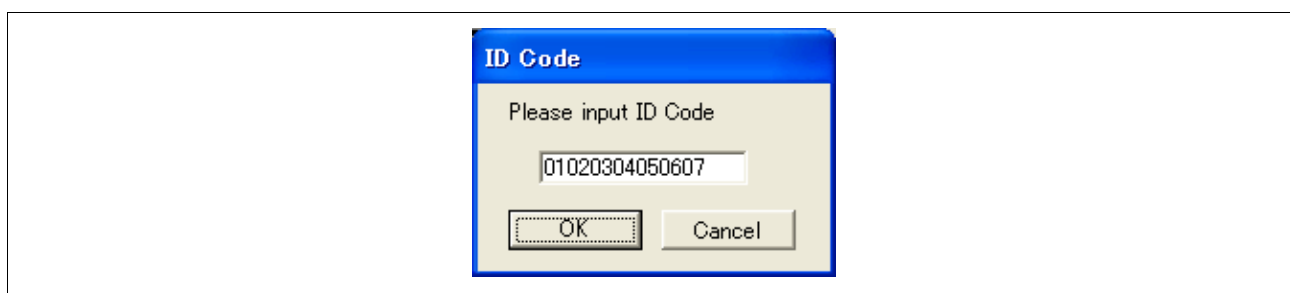 ID Code
Please input ID Code
01020304050607
OK
Cancel